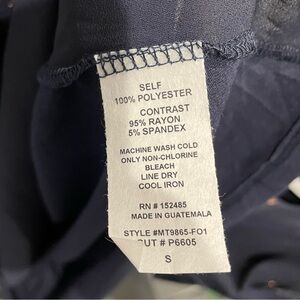 SELF
100% POLYESTER
CONTRAST
95% RAYON
5% SPANDEX
MACHINE WASH COLD
ONLY NON-CHLORINE
BLEACH
LINE DRY
COOL IRON
RN # 152485
MADE IN GUATEMALA
STYLE #MT9865-FO1
CUT # P6605
S